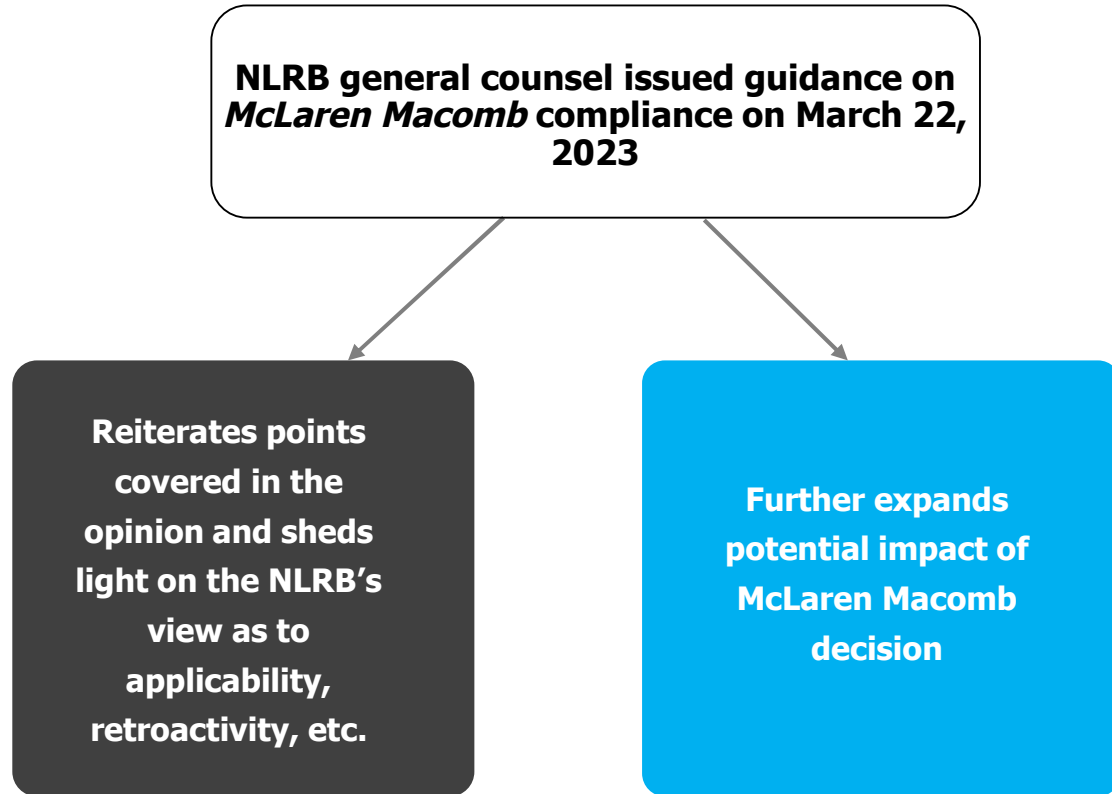 NLRB general counsel issued guidance on
McLaren Macomb compliance on March 22,
2023
Reiterates points
covered in the
opinion and sheds
light on the NLRB’s
view as to
applicability,
retroactivity, etc.
Further expands
potential impact of
McLaren Macomb
decision